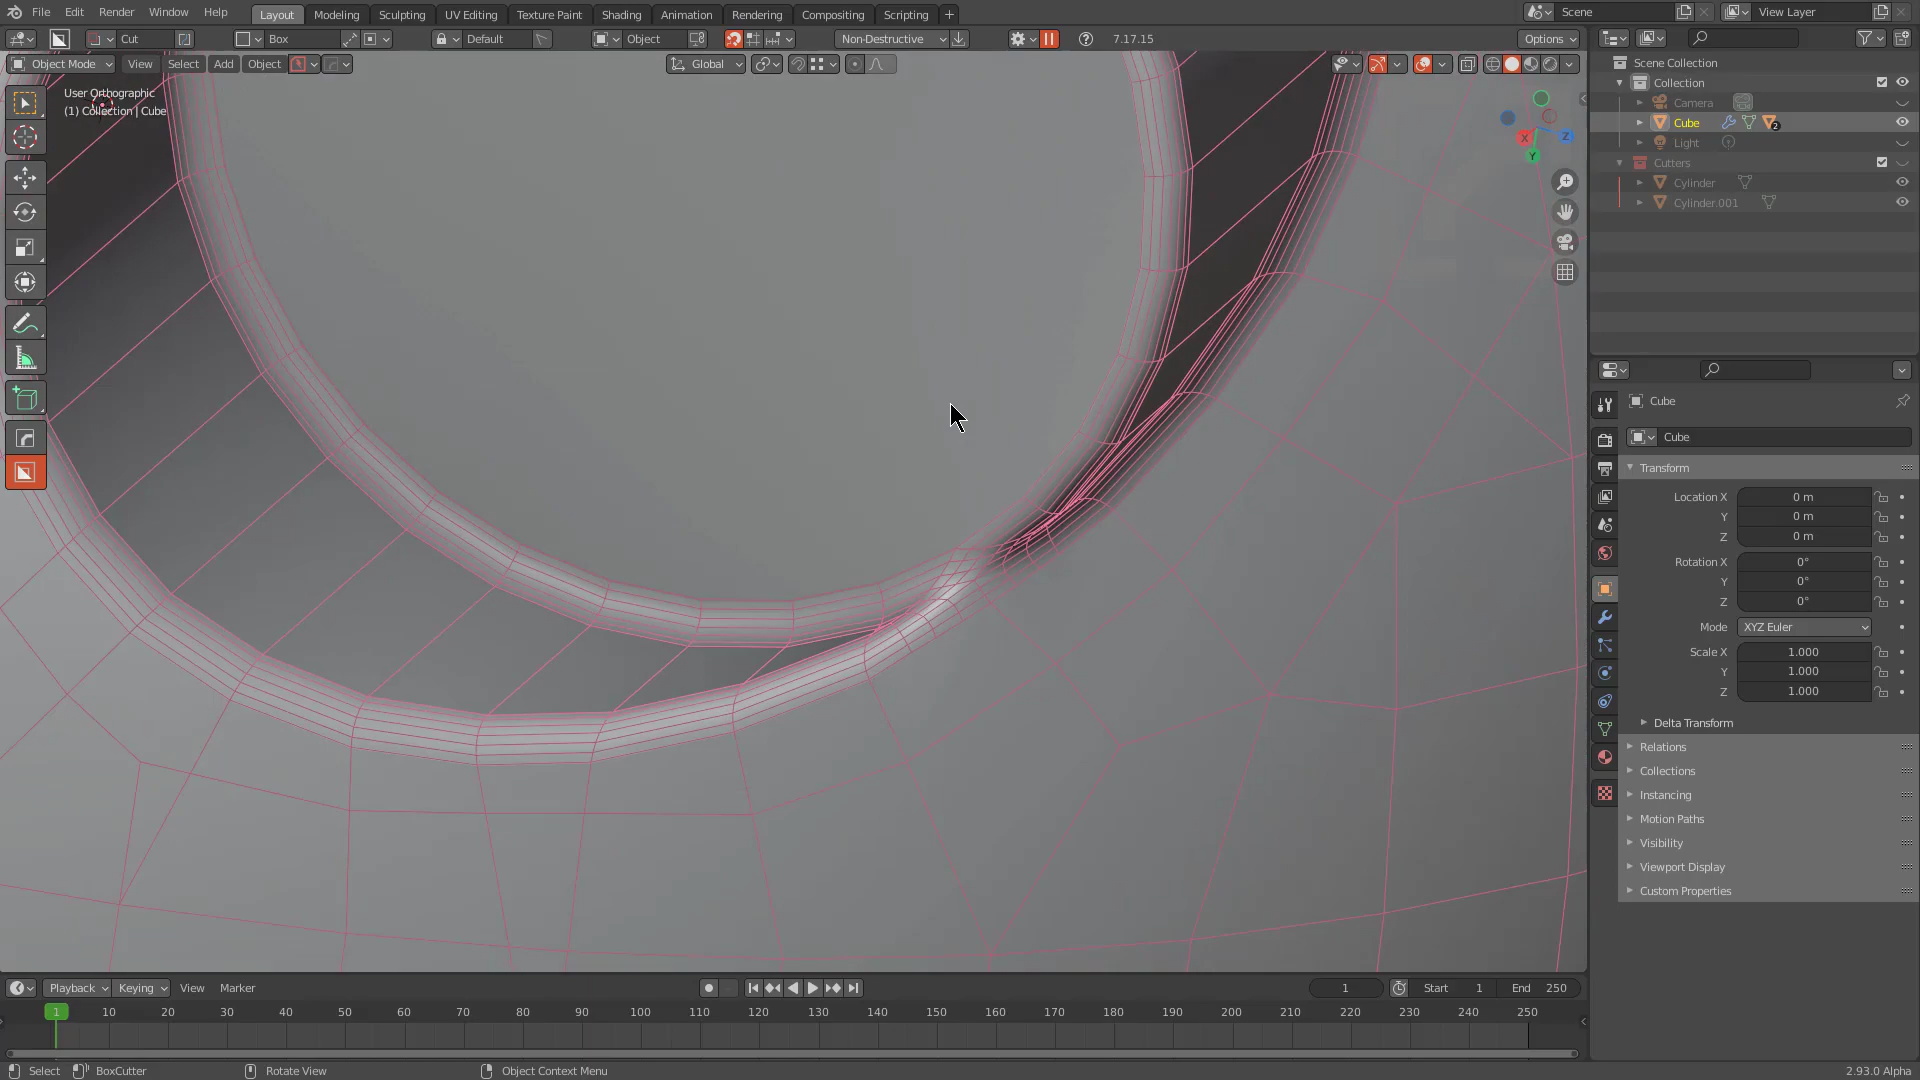 File Edit Render Window Help Layout Modeling Sculpting UV Editing Texture Paint Shading Animation Rendering Compositing Scripting + Scene View Layer
Cut Box Default Object Non-Destructive 7.17.15 Options
Object Mode View Select Add Object Global
User Orthographic
(1) Collection | Cube
X Z
Y
Scene Collection
Collection
Camera
Cube 2
Light
Cutters
Cylinder
Cylinder.001
Cube
Cube
Transform
Location X 0 m
Y 0 m
Z 0 m
Rotation X 0°
Y 0°
Z 0°
Mode XYZ Euler
Scale X 1.000
Y 1.000
Z 1.000
Delta Transform
Relations
Collections
Instancing
Motion Paths
Visibility
Viewport Display
Custom Properties
Playback Keying View Marker 1 Start 1 End 250
1 10 20 30 40 50 60 70 80 90 100 110 120 130 140 150 160 170 180 190 200 210 220 230 240 250
Select BoxCutter Rotate View Object Context Menu 2.93.0 Alpha